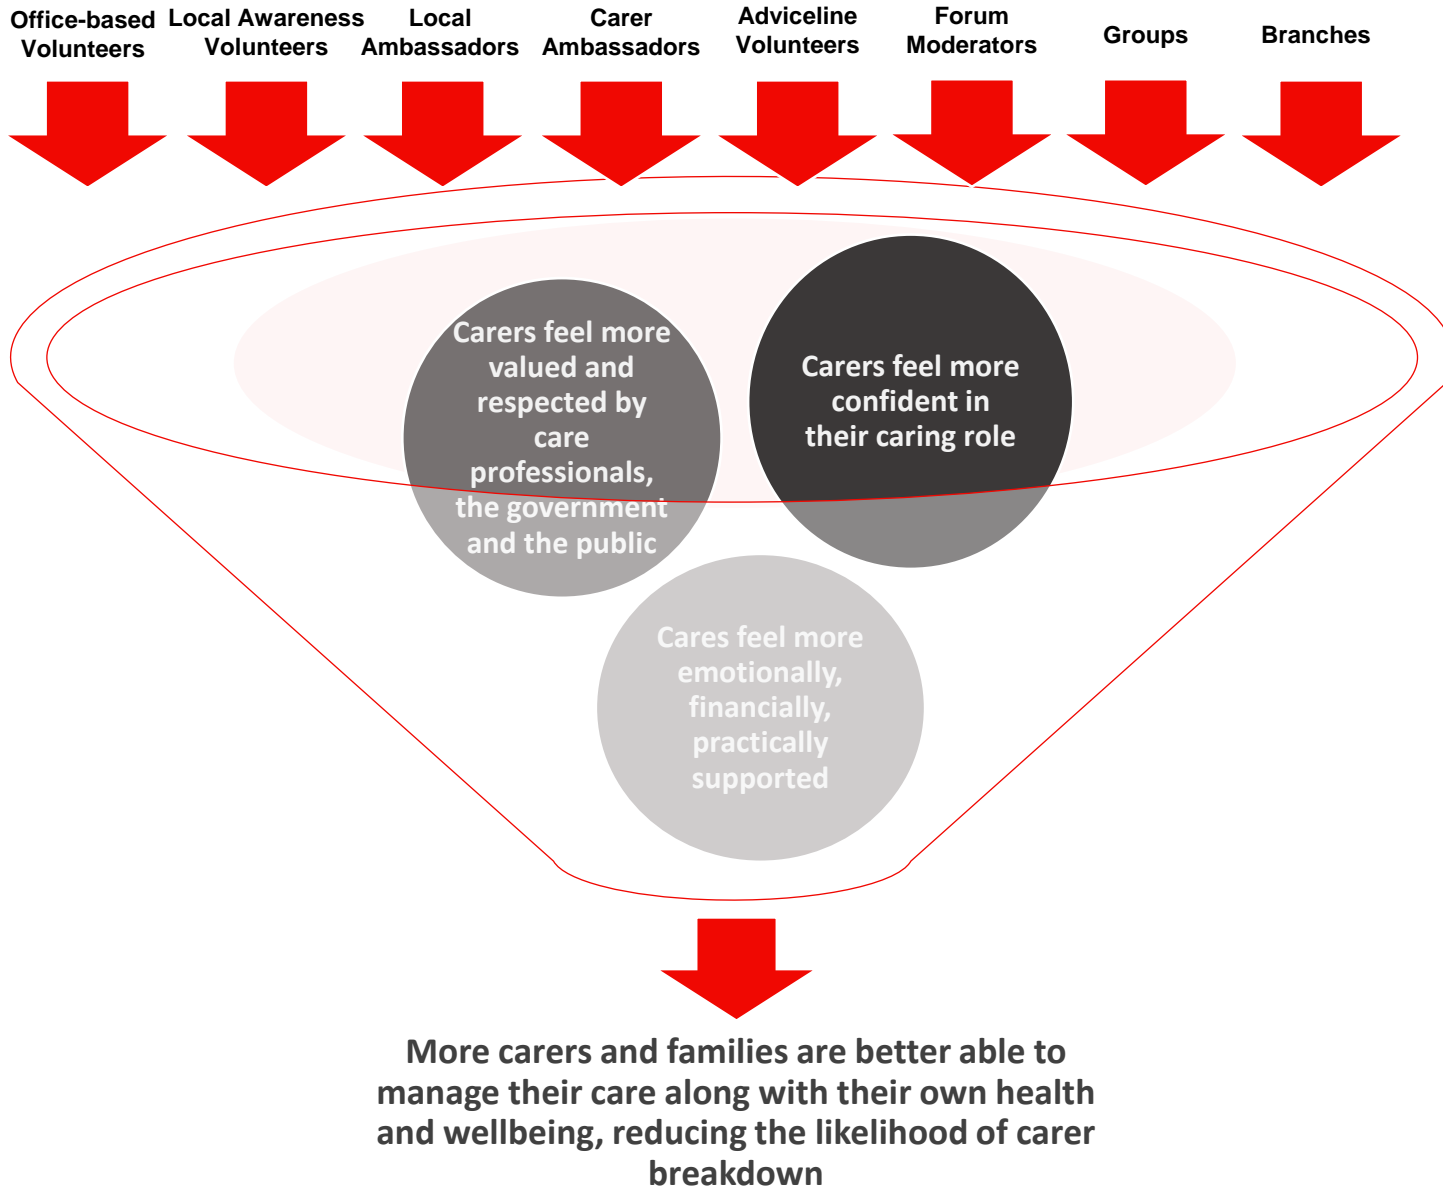 Office-based
Volunteers
Local Awareness
Volunteers
Local
Ambassadors
Carer
Ambassadors
Adviceline
Volunteers
Forum
Moderators
Groups
Branches
Carers feel more
valued and
respected by
care
professionals,
the government
and the public
Carers feel more
confident in
their caring role
Cares feel more
emotionally,
financially,
practically
supported
More carers and families are better able to
manage their care along with their own health
and wellbeing, reducing the likelihood of carer
breakdown